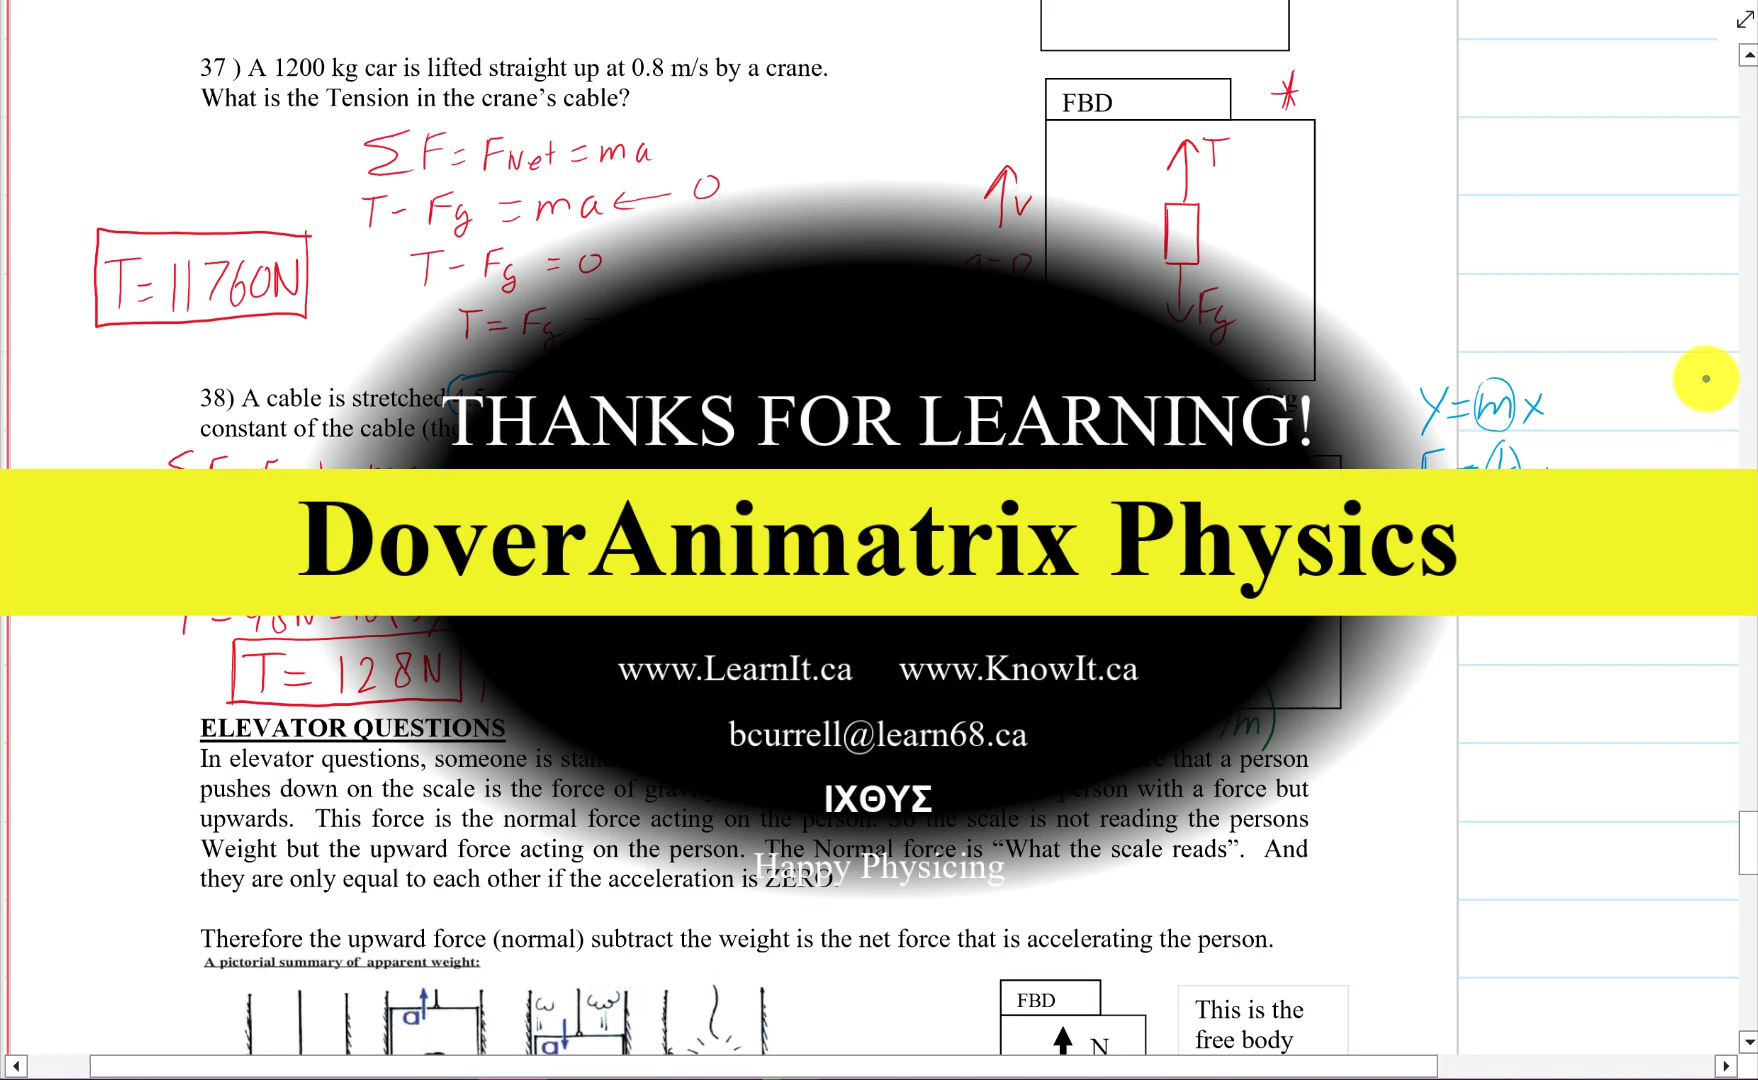 37 ) A 1200 kg car is lifted straight up at 0.8 m/s by a crane.
What is the Tension in the crane’s cable?
FBD
*
ΣF = FNet = ma
T - Fg = ma ← 0
T - Fg = 0
T = Fg
T = 11760N
T
v
a=0
Fg
38) A cable is stretched
constant of the cable
y = mx
THANKS FOR LEARNING!
DoverAnimatrix Physics
T = 128N
www.LearnIt.ca www.KnowIt.ca
bcurrell@learn68.ca
ΙΧΘΥΣ
Happy Physicing
/m)
ELEVATOR QUESTIONS
In elevator questions, someone is that a person
pushes down on the scale is the force of person with a force but
upwards. This force is the normal force acting on the person. So the scale is not reading the persons
Weight but the upward force acting on the person. The Normal force is “What the scale reads”. And
they are only equal to each other if the acceleration is ZERO.
Therefore the upward force (normal) subtract the weight is the net force that is accelerating the person.
A pictorial summary of apparent weight:
a
a
FBD
N
This is the
free body